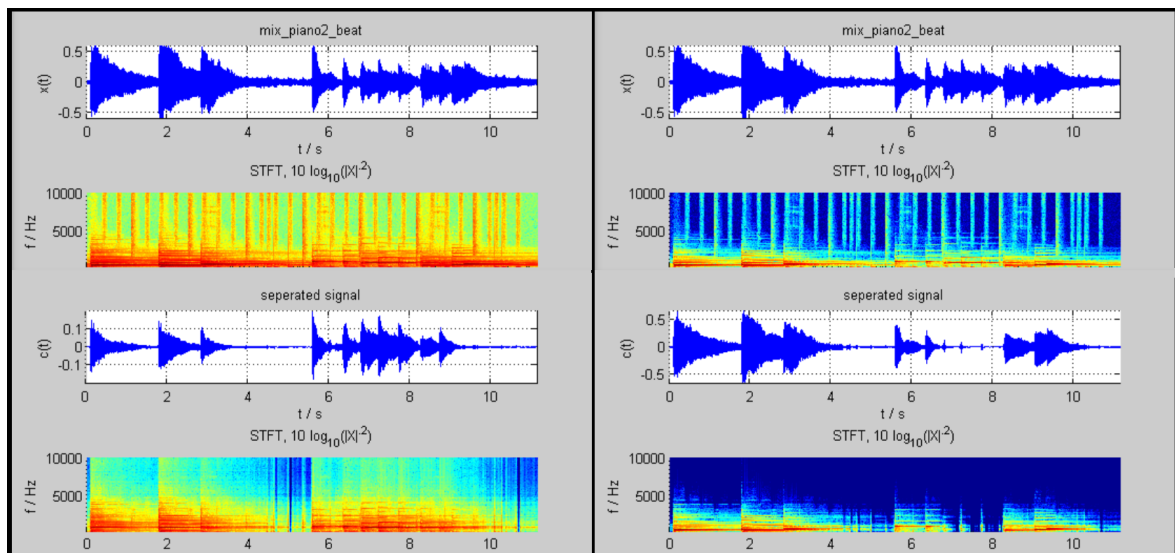 mix_piano2_beat
0.5
0
-0.5
x(t)
0 2 4 6 8 10
t / s
STFT, 10 log10(|X|.2)
10000
5000
f / Hz
seperated signal
0.1
0
-0.1
c(t)
0 2 4 6 8 10
t / s
STFT, 10 log10(|X|.2)
10000
5000
f / Hz
0 2 4 6 8 10
mix_piano2_beat
0.5
0
-0.5
x(t)
0 2 4 6 8 10
t / s
STFT, 10 log10(|X|.2)
10000
5000
f / Hz
seperated signal
0.5
0
-0.5
c(t)
0 2 4 6 8 10
t / s
STFT, 10 log10(|X|.2)
10000
5000
f / Hz
0 2 4 6 8 10